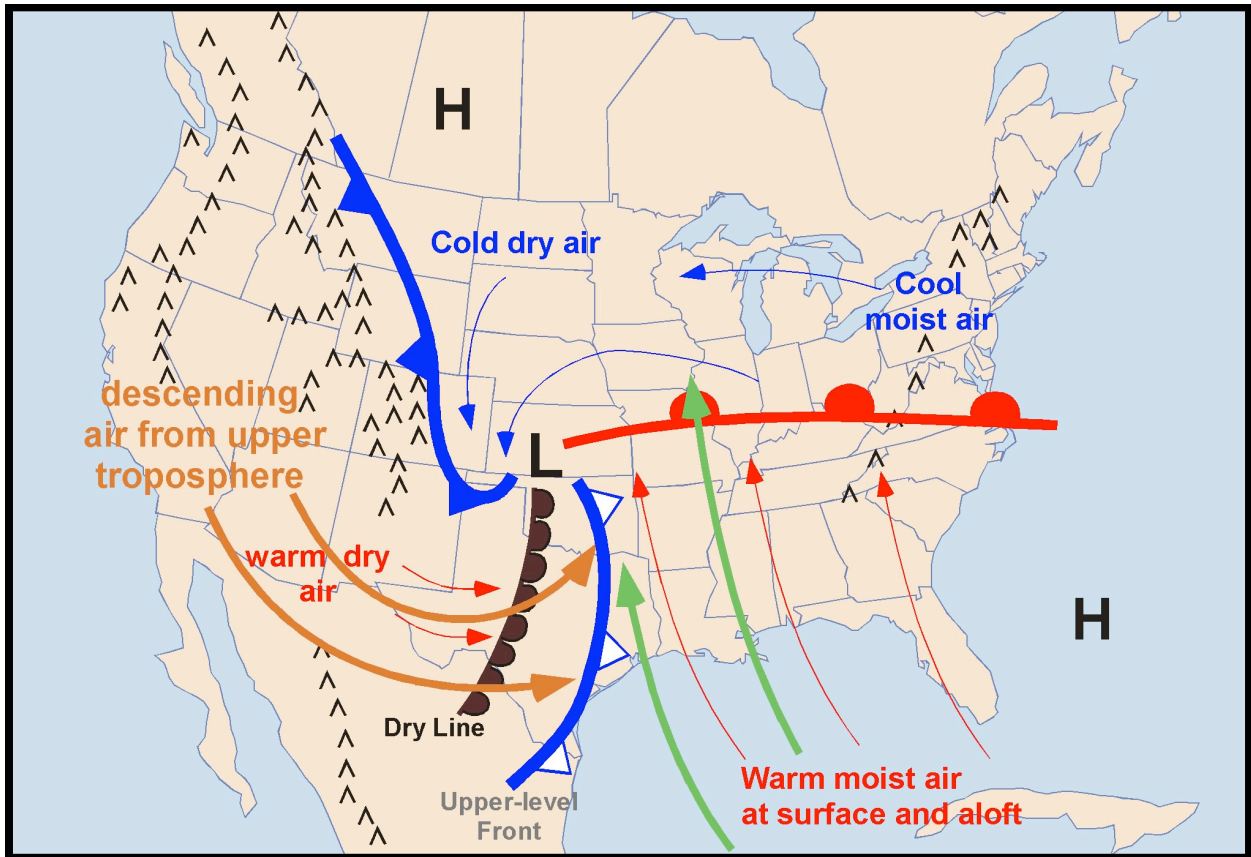 H
Cold dry air
Cool
moist air
descending
air from upper
troposphere
L
warm dry
air
H
Dry Line
Warm moist air
at surface and aloft
Upper-level
Front